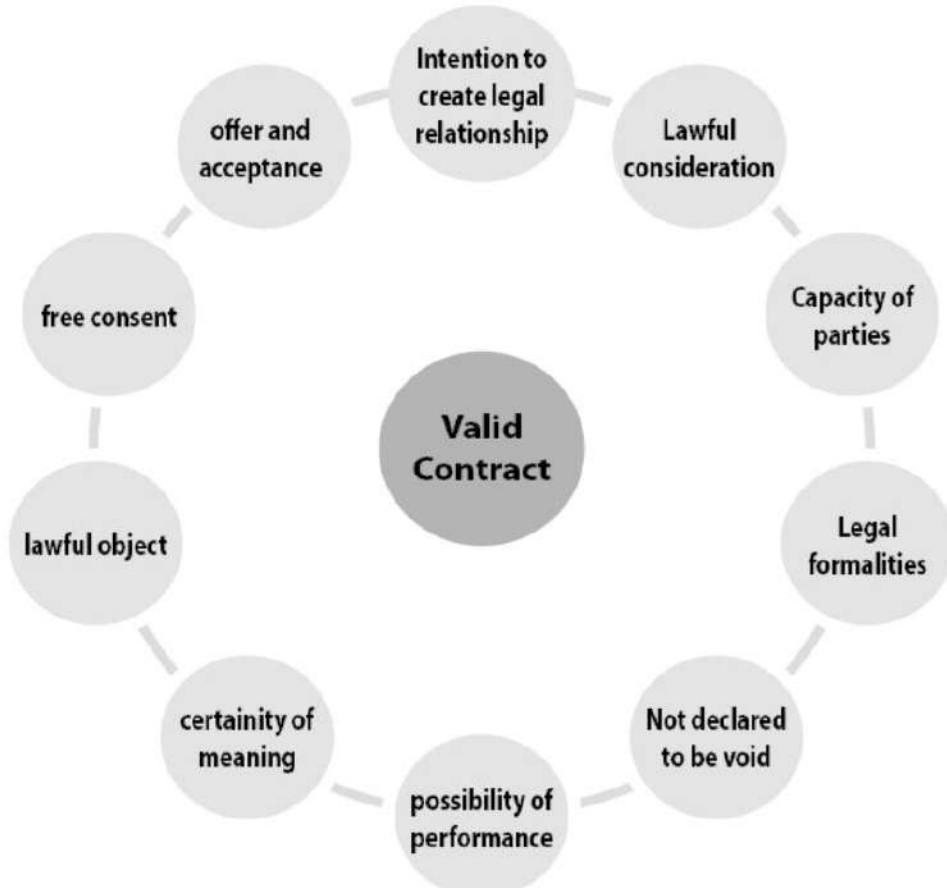 Intention to
create legal
relationship
Lawful
consideration
Capacity of
parties
Legal
formalities
Not declared
to be void
possibility of
performance
certainity of
meaning
lawful object
free consent
offer and
acceptance
Valid
Contract